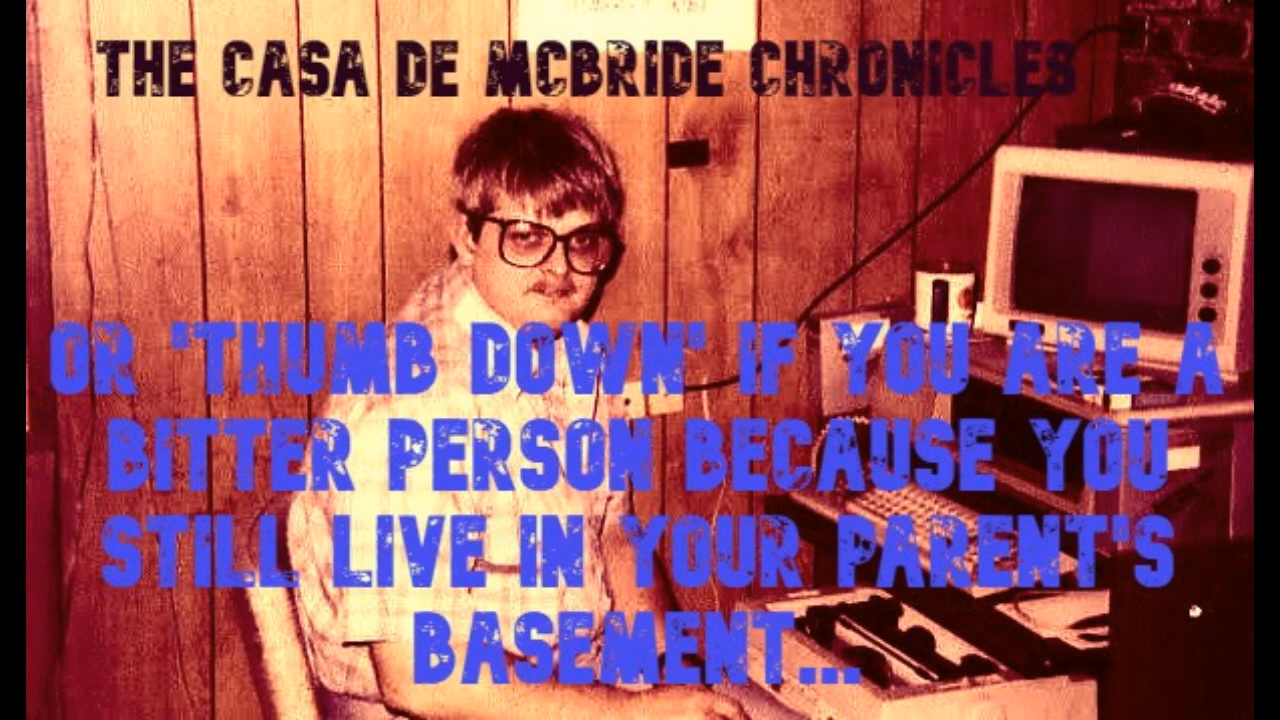 THE CASA DE MCBRIDE CHRONICLES
OR 'THUMB DOWN' IF YOU ARE A
BITTER PERSON BECAUSE YOU
STILL LIVE IN YOUR PARENT'S
BASEMENT...